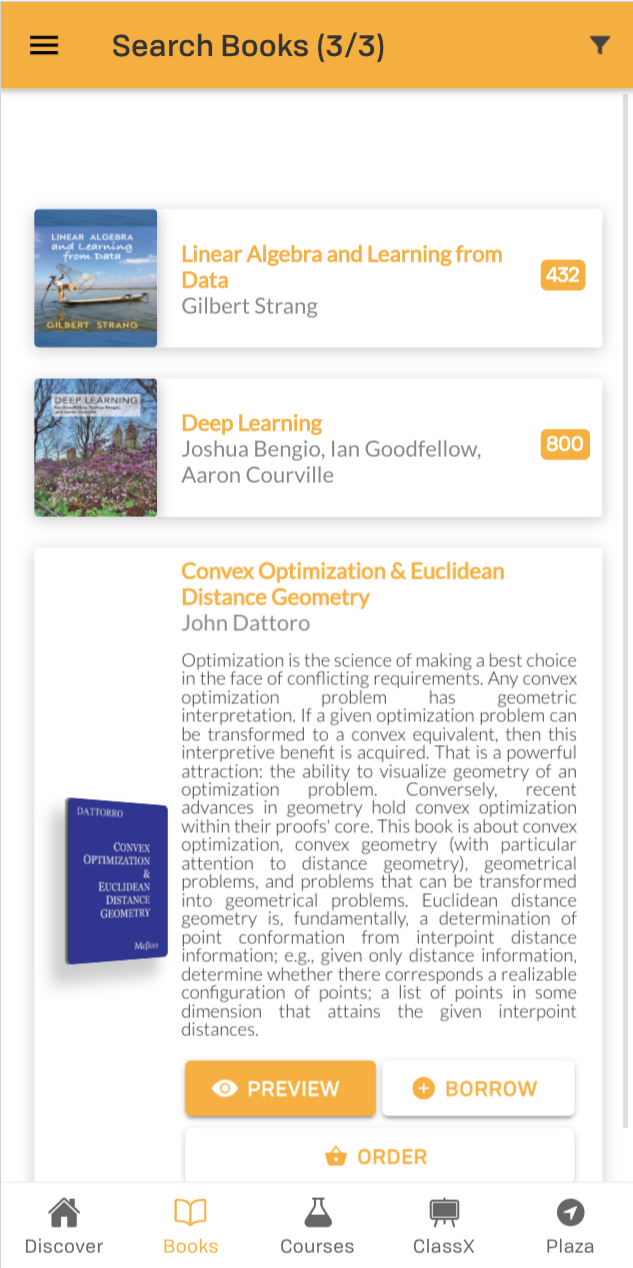 Search Books (3/3)
LINEAR ALGEBRA
and Learning
from Data
GILBERT STRANG
Linear Algebra and Learning from
Data
Gilbert Strang
432
DEEP LEARNING
Ian Goodfellow, Yoshua Bengio,
and Aaron Courville
Deep Learning
Joshua Bengio, Ian Goodfellow,
Aaron Courville
800
DATTORRO
CONVEX
OPTIMIZATION
&
EUCLIDEAN
DISTANCE
GEOMETRY
Mεβoo
Convex Optimization & Euclidean
Distance Geometry
John Dattoro
Optimization is the science of making a best choice
in the face of conflicting requirements. Any convex
optimization problem has geometric
interpretation. If a given optimization problem can
be transformed to a convex equivalent, then this
interpretive benefit is acquired. That is a powerful
attraction: the ability to visualize geometry of an
optimization problem. Conversely, recent
advances in geometry hold convex optimization
within their proofs' core. This book is about convex
optimization, convex geometry (with particular
attention to distance geometry), geometrical
problems, and problems that can be transformed
into geometrical problems. Euclidean distance
geometry is, fundamentally, a determination of
point conformation from interpoint distance
information; e.g., given only distance information,
determine whether there corresponds a realizable
configuration of points; a list of points in some
dimension that attains the given interpoint
distances.
PREVIEW
BORROW
ORDER
Discover
Books
Courses
ClassX
Plaza